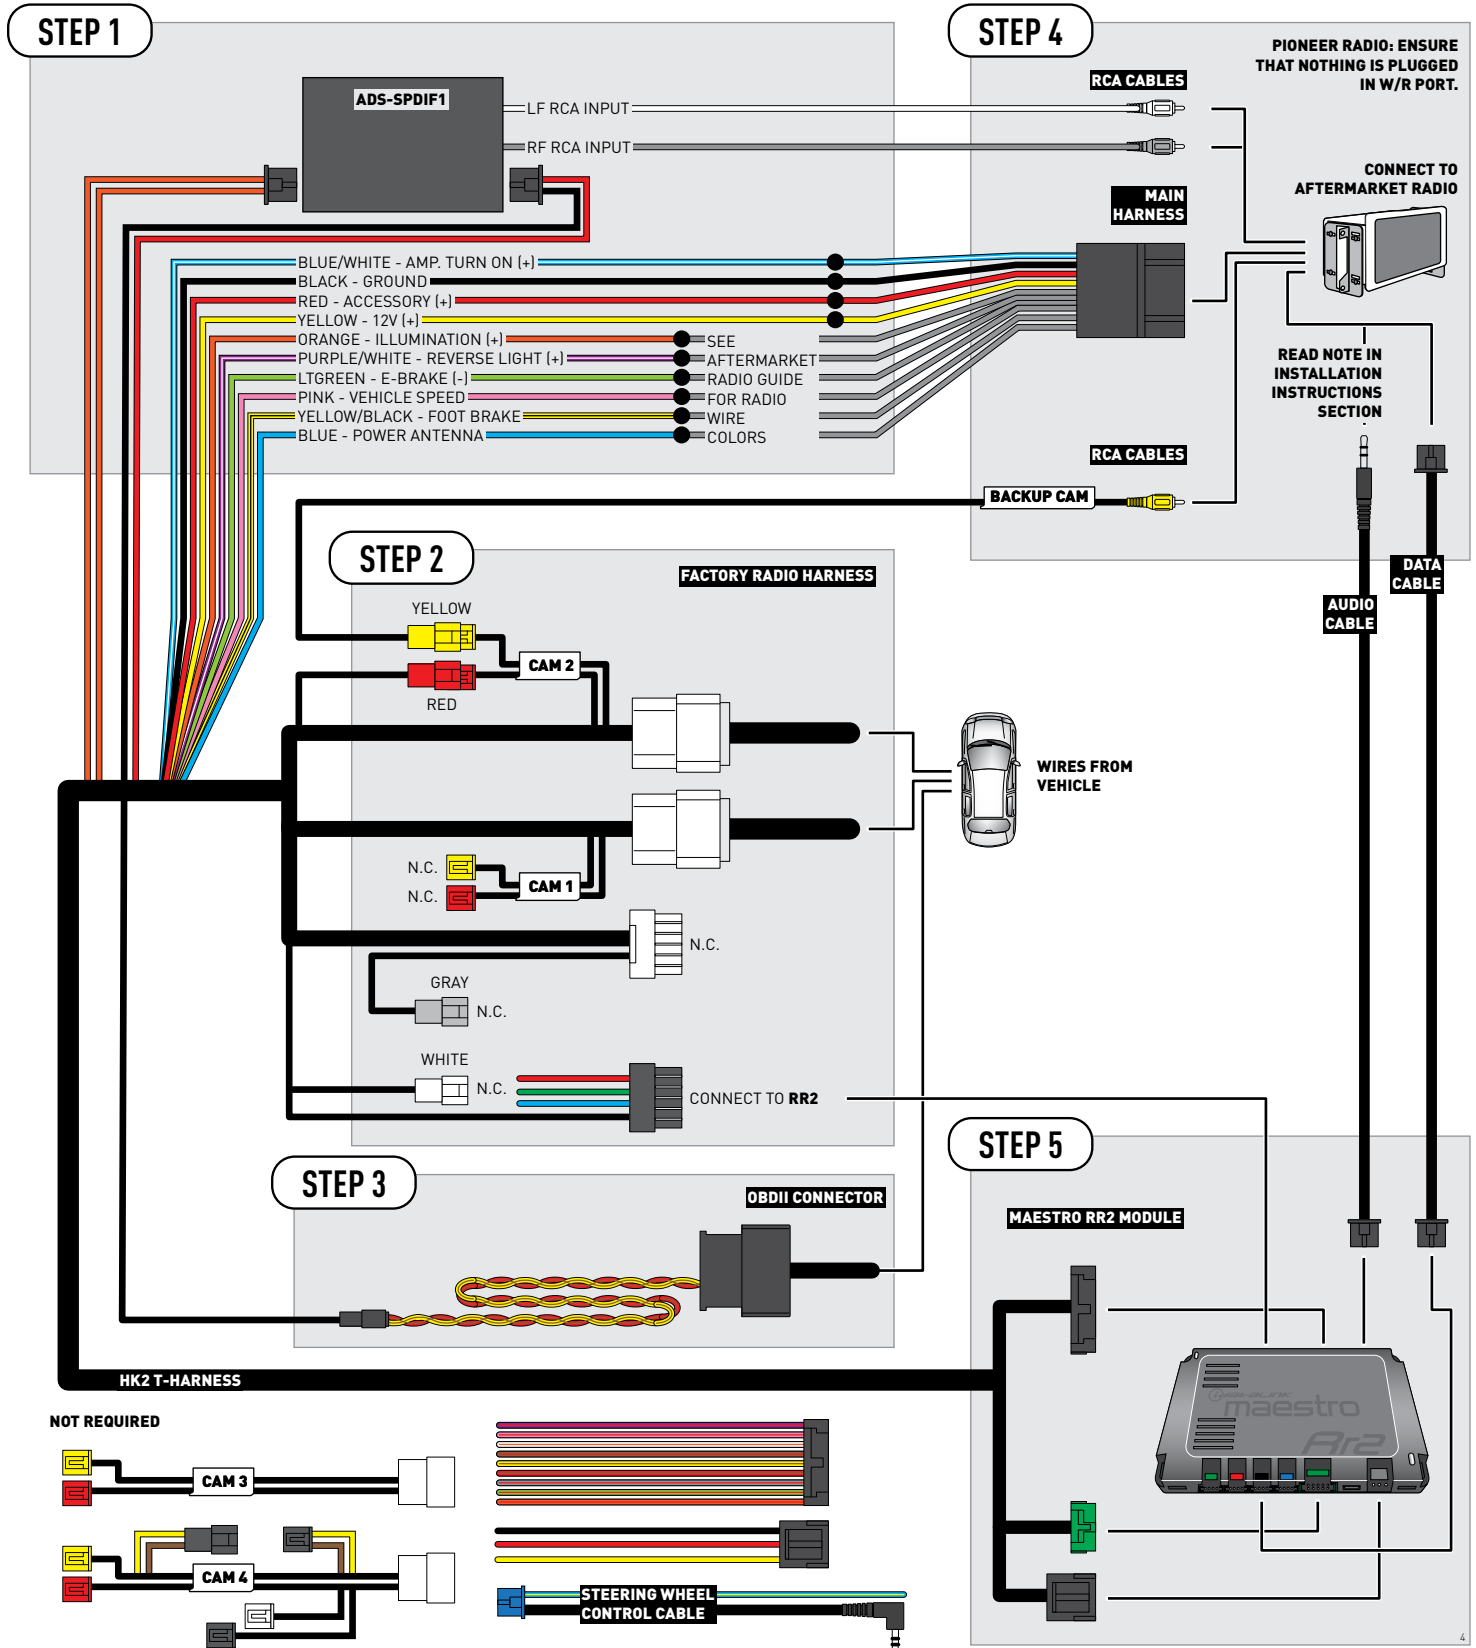 STEP 1
ADS-SPDIF1
LF RCA INPUT
RF RCA INPUT
BLUE/WHITE - AMP. TURN ON (+)
BLACK - GROUND
RED - ACCESSORY (+)
YELLOW - 12V (+)
ORANGE - ILLUMINATION (+)
PURPLE/WHITE - REVERSE LIGHT (+)
LTGREEN - E-BRAKE (-)
PINK - VEHICLE SPEED
YELLOW/BLACK - FOOT BRAKE
BLUE - POWER ANTENNA
SEE
AFTERMARKET
RADIO GUIDE
FOR RADIO
WIRE
COLORS
STEP 4
PIONEER RADIO: ENSURE
THAT NOTHING IS PLUGGED
IN W/R PORT.
RCA CABLES
MAIN
HARNESS
CONNECT TO
AFTERMARKET RADIO
READ NOTE IN
INSTALLATION
INSTRUCTIONS
SECTION
RCA CABLES
BACKUP CAM
DATA
CABLE
AUDIO
CABLE
STEP 2
FACTORY RADIO HARNESS
YELLOW
CAM 2
RED
WIRES FROM
VEHICLE
N.C.
N.C.
CAM 1
N.C.
GRAY
N.C.
WHITE
N.C.
CONNECT TO RR2
STEP 3
OBDII CONNECTOR
STEP 5
MAESTRO RR2 MODULE
maestro
Rr2
HK2 T-HARNESS
NOT REQUIRED
CAM 3
CAM 4
STEERING WHEEL
CONTROL CABLE
4